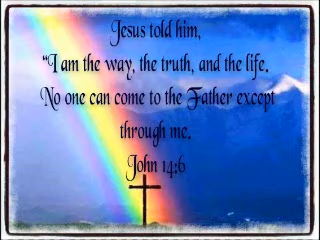 Jesus told him,
"I am the way, the truth, and the life.
No one can come to the Father except
through me.
John 14:6